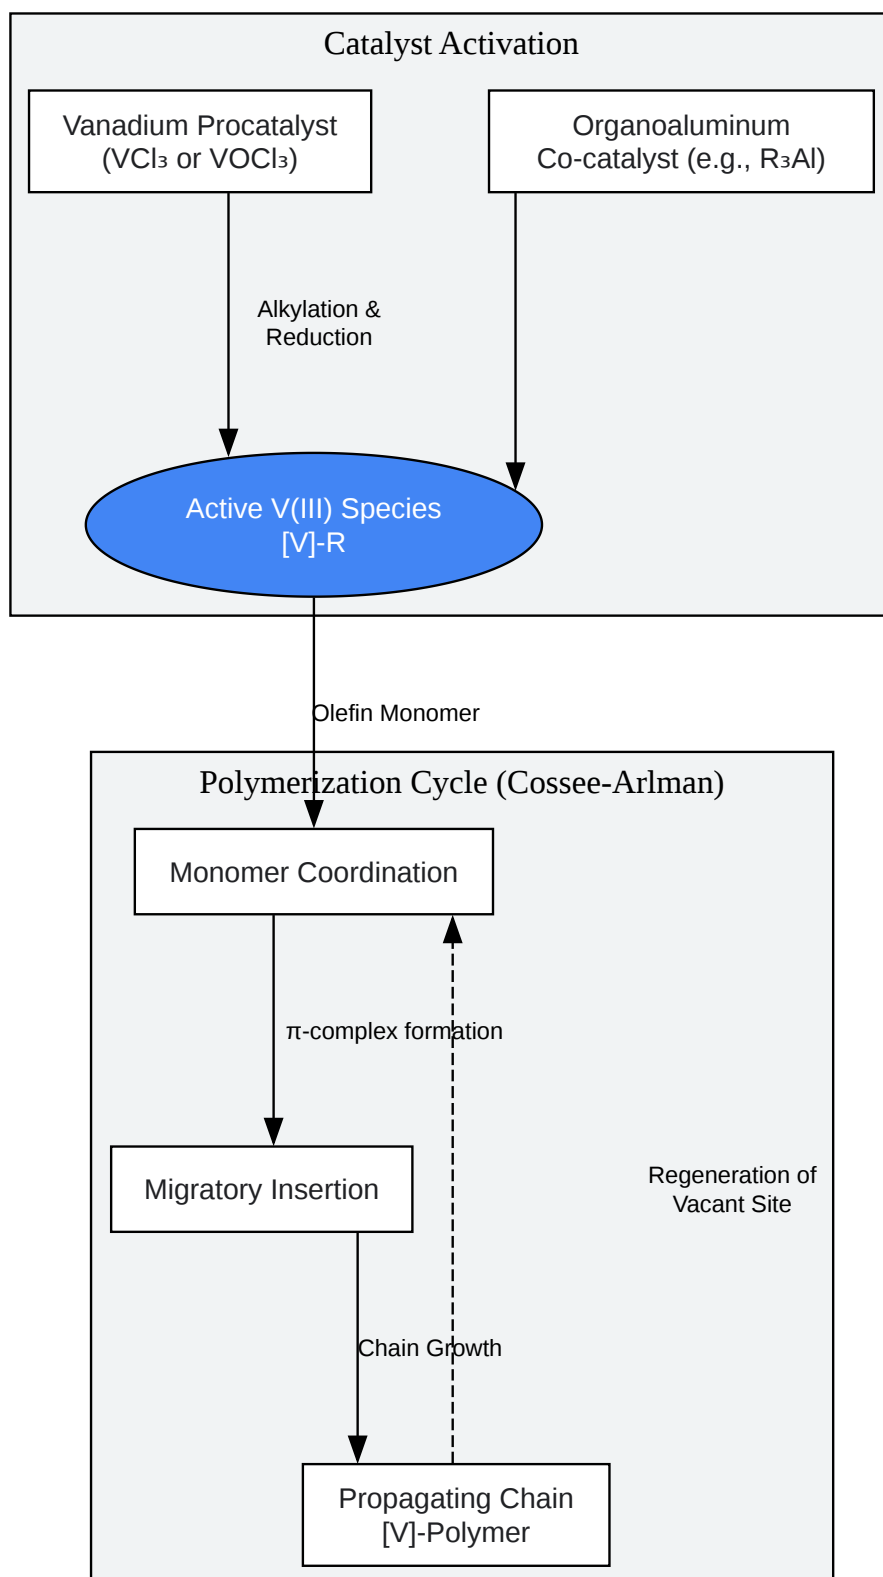 Catalyst Activation
Vanadium Procatalyst
(VCl₃ or VOCl₃)
Organoaluminum
Co-catalyst (e.g., R₃Al)
Alkylation &
Reduction
Active V(III) Species
[V]-R
Olefin Monomer
Polymerization Cycle (Cossee-Arlman)
Monomer Coordination
π-complex formation
Migratory Insertion
Regeneration of
Vacant Site
Chain Growth
Propagating Chain
[V]-Polymer